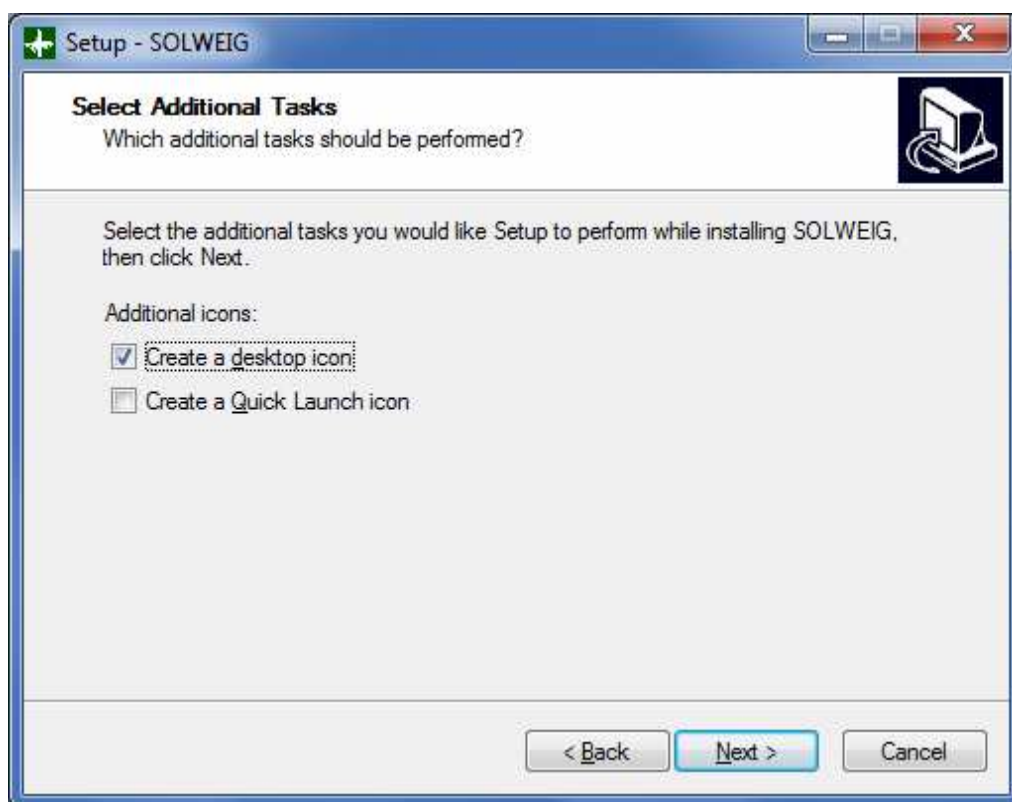 Setup - SOLWEIG
Select Additional Tasks
Which additional tasks should be performed?
Select the additional tasks you would like Setup to perform while installing SOLWEIG,
then click Next.
Additional icons:
Create a desktop icon
Create a Quick Launch icon
< Back
Next >
Cancel